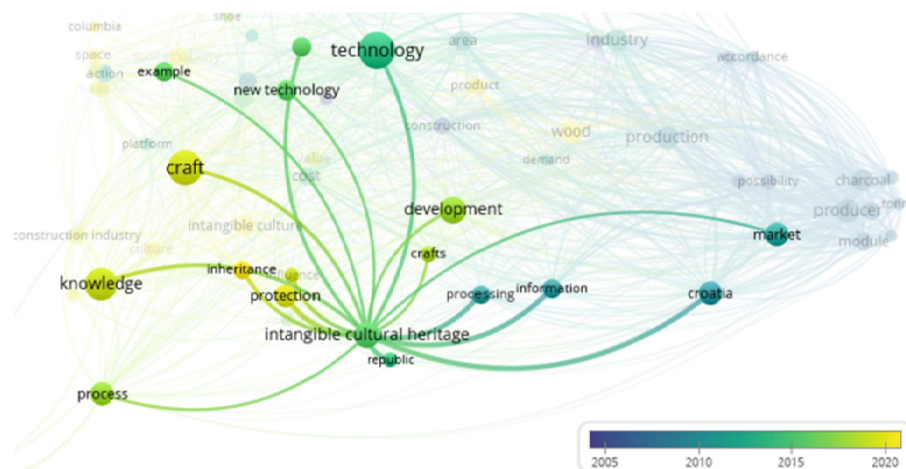 shoe
columbia
technology
area
industry
space
sustainability
accordance
action
example
new technology
product
construction
wood
production
platform
demand
value
craft
cost
possibility
charcoal
development
producer
intangible culture
construction industry
market
module
culture
crafts
inheritance
influence
knowledge
protection
processing
information
croatia
intangible cultural heritage
republic
process
2005 2010 2015 2020